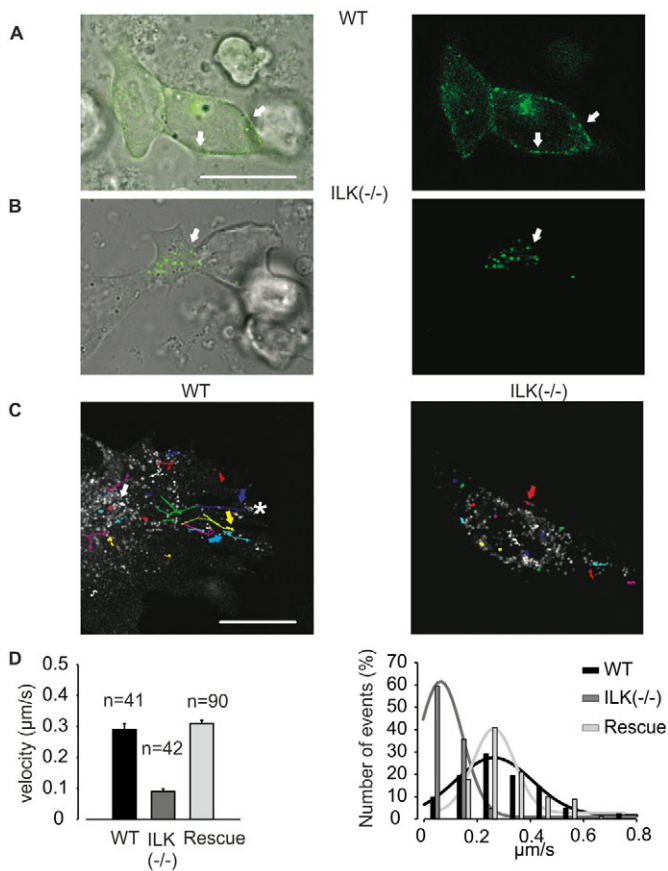 WT
A
ILK(-/-)
B
WT
ILK(-/-)
C
*
D
velocity (µm/s)
0.5
0.4
0.3
0.2
0.1
0
n=41
n=42
n=90
WT
ILK
(-/-)
Rescue
Number of events (%)
70
60
50
40
30
20
10
0
WT
ILK(-/-)
Rescue
0
0.2
0.4
0.6
0.8
µm/s